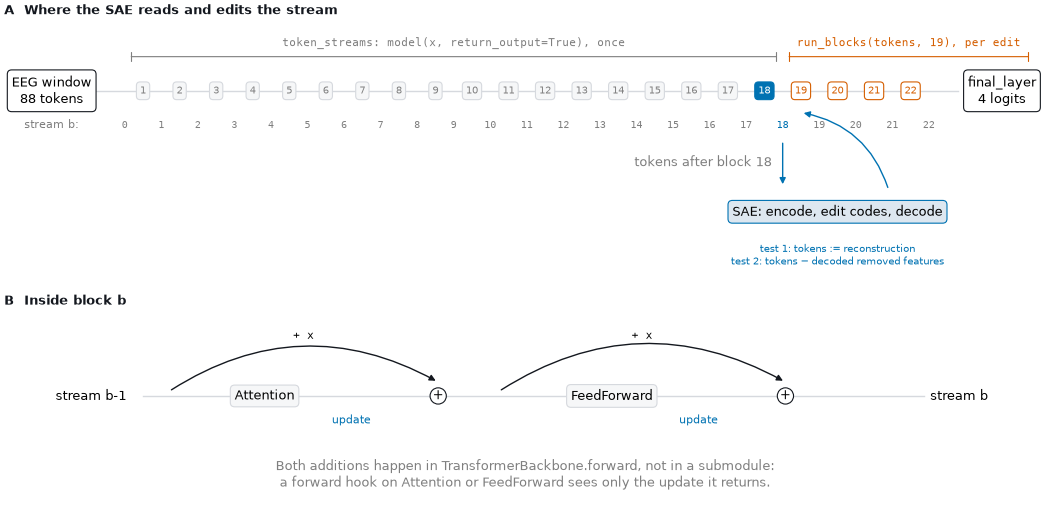 A Where the SAE reads and edits the stream
token_streams: model(x, return_output=True), once
run_blocks(tokens, 19), per edit
EEG window
88 tokens
1 2 3 4 5 6 7 8 9 10 11 12 13 14 15 16 17 18 19 20 21 22
final_layer
4 logits
stream b: 0 1 2 3 4 5 6 7 8 9 10 11 12 13 14 15 16 17 18 19 20 21 22
tokens after block 18
SAE: encode, edit codes, decode
test 1: tokens := reconstruction
test 2: tokens − decoded removed features
B Inside block b
+ x + x
stream b-1 Attention + FeedForward + stream b
update update
Both additions happen in TransformerBackbone.forward, not in a submodule:
a forward hook on Attention or FeedForward sees only the update it returns.